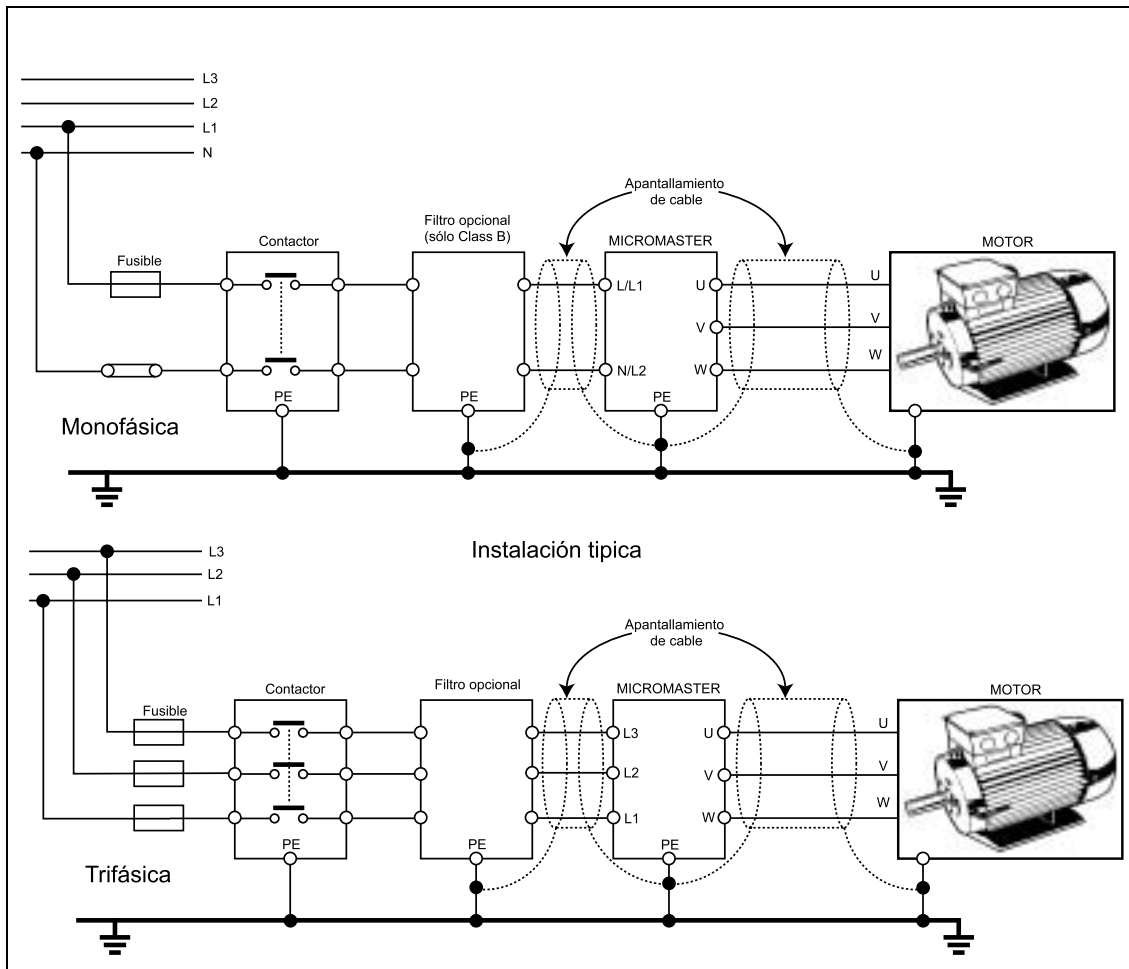 L3
L2
L1
N
Apantallamiento
de cable
Filtro opcional
(sólo Class B)
Contactor
MICROMASTER
MOTOR
Fusible
L/L1
U
U
V
V
N/L2
W
W
PE
PE
PE
Monofásica
Instalación tipica
L3
L2
L1
Apantallamiento
de cable
Contactor
Filtro opcional
MICROMASTER
MOTOR
Fusible
L3
U
U
L2
V
V
L1
W
W
PE
PE
PE
Trifásica